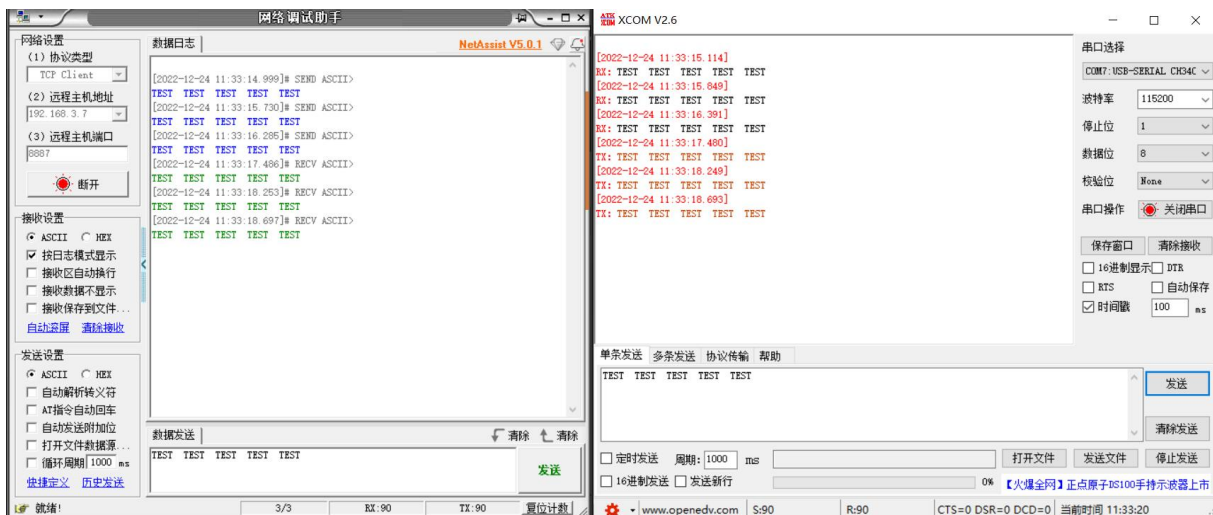 网络调试助手
网络设置
(1) 协议类型
TCP Client
(2) 远程主机地址
192.168.3.7
(3) 远程主机端口
8887
断开
接收设置
ASCII HEX
按日志模式显示
接收区自动换行
接收数据不显示
接收保存到文件...
自动滚屏 清除接收
发送设置
ASCII HEX
自动解析转义符
AT指令自动回车
自动发送附加位
打开文件数据源...
循环周期 1000 ms
快捷定义 历史发送
数据日志
NetAssist V5.0.1
[2022-12-24 11:33:14.999]# SEND ASCII>
TEST TEST TEST TEST TEST
[2022-12-24 11:33:15.730]# SEND ASCII>
TEST TEST TEST TEST TEST
[2022-12-24 11:33:16.285]# SEND ASCII>
TEST TEST TEST TEST TEST
[2022-12-24 11:33:17.486]# RECV ASCII>
TEST TEST TEST TEST TEST
[2022-12-24 11:33:18.253]# RECV ASCII>
TEST TEST TEST TEST TEST
[2022-12-24 11:33:18.697]# RECV ASCII>
TEST TEST TEST TEST TEST
数据发送 清除 清除
TEST TEST TEST TEST TEST
发送
就绪! 3/3 RX:90 TX:90 复位计数
ATK XCOM XCOM V2.6
[2022-12-24 11:33:15.114]
RX: TEST TEST TEST TEST TEST
[2022-12-24 11:33:15.849]
RX: TEST TEST TEST TEST TEST
[2022-12-24 11:33:16.391]
RX: TEST TEST TEST TEST TEST
[2022-12-24 11:33:17.480]
TX: TEST TEST TEST TEST TEST
[2022-12-24 11:33:18.249]
TX: TEST TEST TEST TEST TEST
[2022-12-24 11:33:18.693]
TX: TEST TEST TEST TEST TEST
串口选择
COM7:USB-SERIAL CH34C
波特率 115200
停止位 1
数据位 8
校验位 None
串口操作 关闭串口
保存窗口 清除接收
16进制显示 DTR
RTS 自动保存
时间戳 100 ms
单条发送 多条发送 协议传输 帮助
TEST TEST TEST TEST TEST
发送
清除发送
定时发送 周期: 1000 ms 打开文件 发送文件 停止发送
16进制发送 发送新行 0% 【火爆全网】正点原子DS100手持示波器上市
www.openedv.com S:90 R:90 CTS=0 DSR=0 DCD=0 当前时间 11:33:20